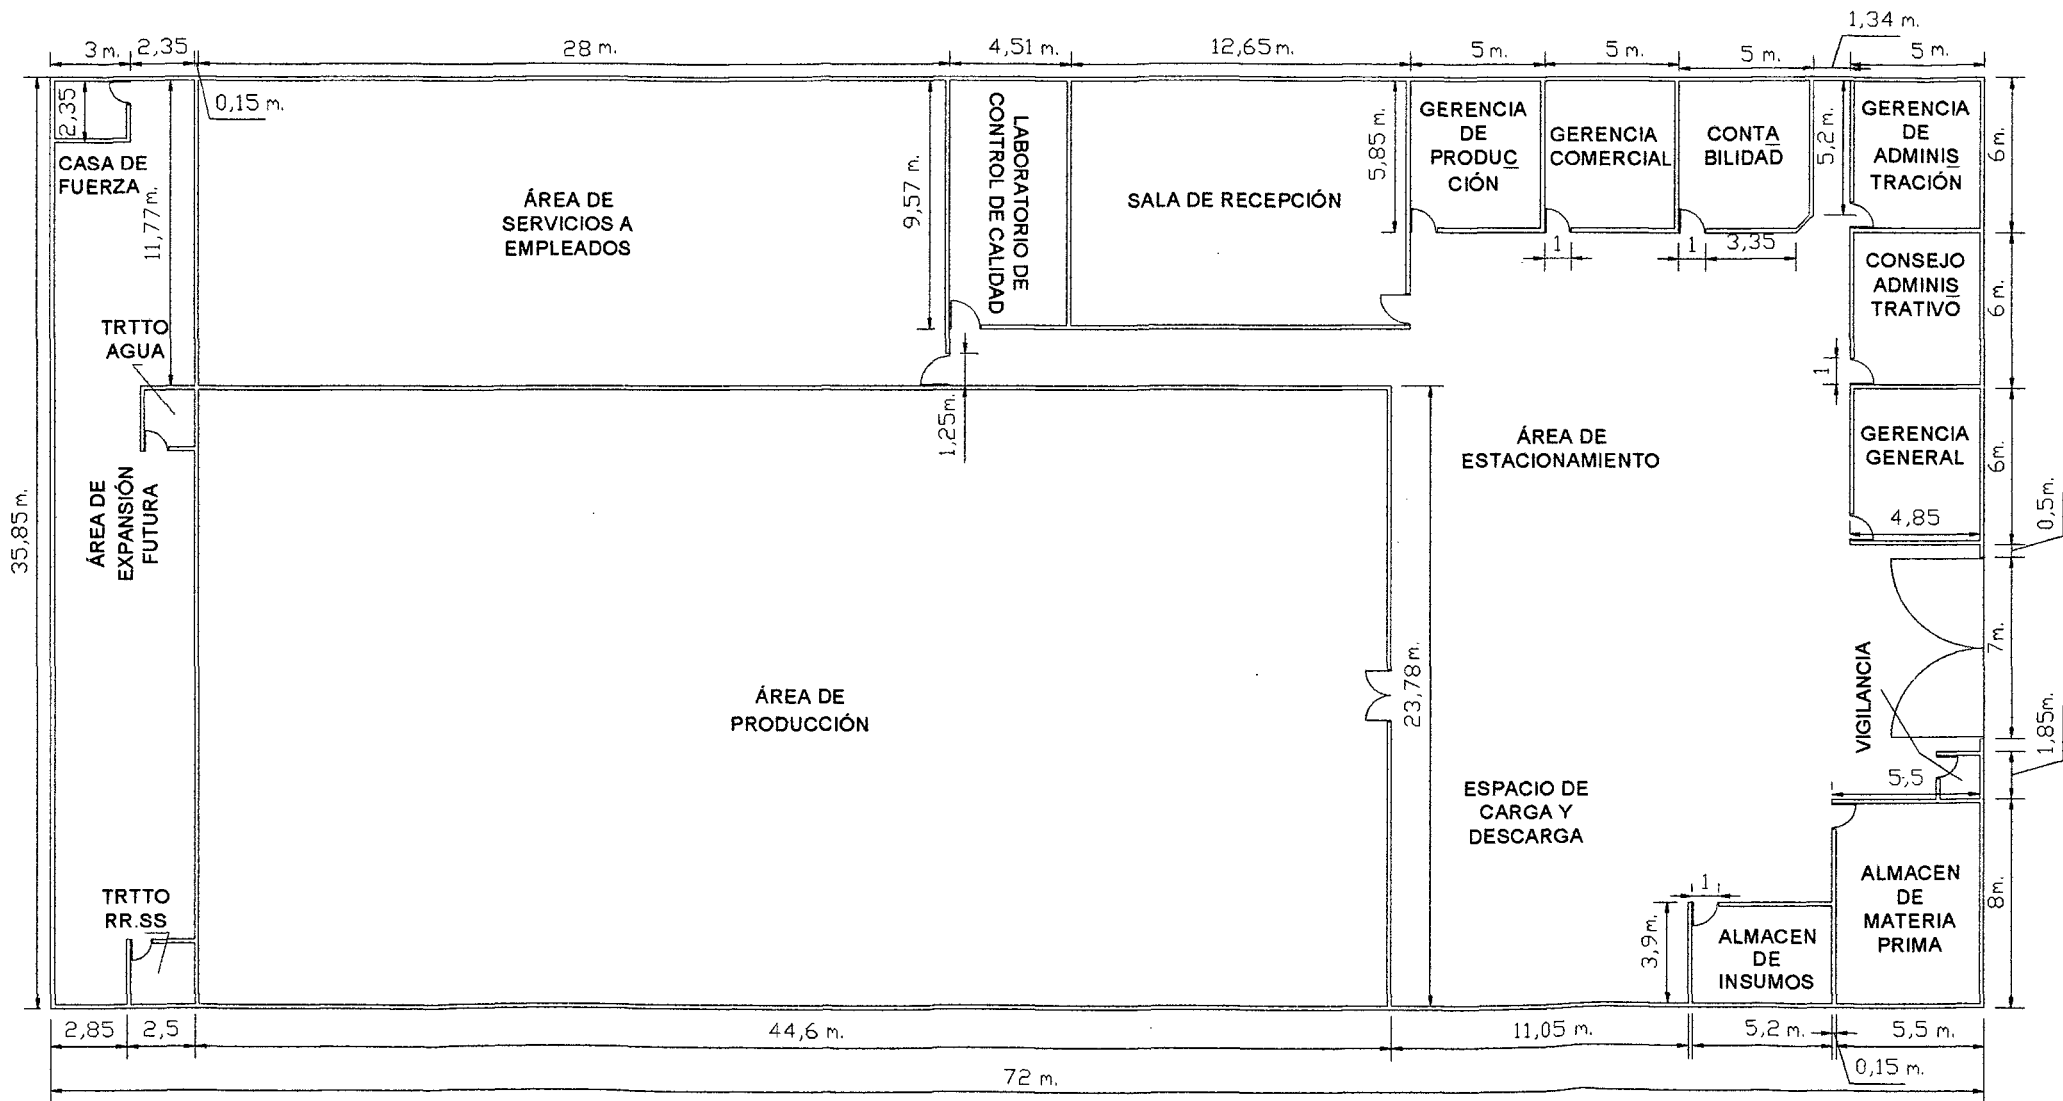 1,34 m.
3 m.
2,35
28 m.
4,51 m.
12,65 m.
5 m.
5 m.
5 m.
5 m.
0,15 m.
2,35
CASA DE
FUERZA
11,77 m.
ÁREA DE
SERVICIOS A
EMPLEADOS
9,57 m.
LABORATORIO DE
CONTROL DE CALIDAD
SALA DE RECEPCIÓN
5,85 m.
GERENCIA
DE
PRODUC
CIÓN
GERENCIA
COMERCIAL
CONTA
BILIDAD
5,2 m.
GERENCIA
DE
ADMINIS
TRACIÓN
6 m.
1
1
3,35
CONSEJO
ADMINIS
TRATIVO
6 m.
1
TRTTO
AGUA
1,25 m.
ÁREA DE
ESTACIONAMIENTO
GERENCIA
GENERAL
6 m.
4,85
0,5 m.
35,85 m.
ÁREA DE
EXPANSIÓN
FUTURA
ÁREA DE
PRODUCCIÓN
23,78 m.
7 m.
VIGILANCIA
1,85 m.
5,5
ESPACIO DE
CARGA Y
DESCARGA
TRTTO
RR.SS
1
3,9 m.
ALMACEN
DE
INSUMOS
ALMACEN
DE
MATERIA
PRIMA
8 m.
2,85
2,5
44,6 m.
11,05 m.
5,2 m.
5,5 m.
0,15 m.
72 m.